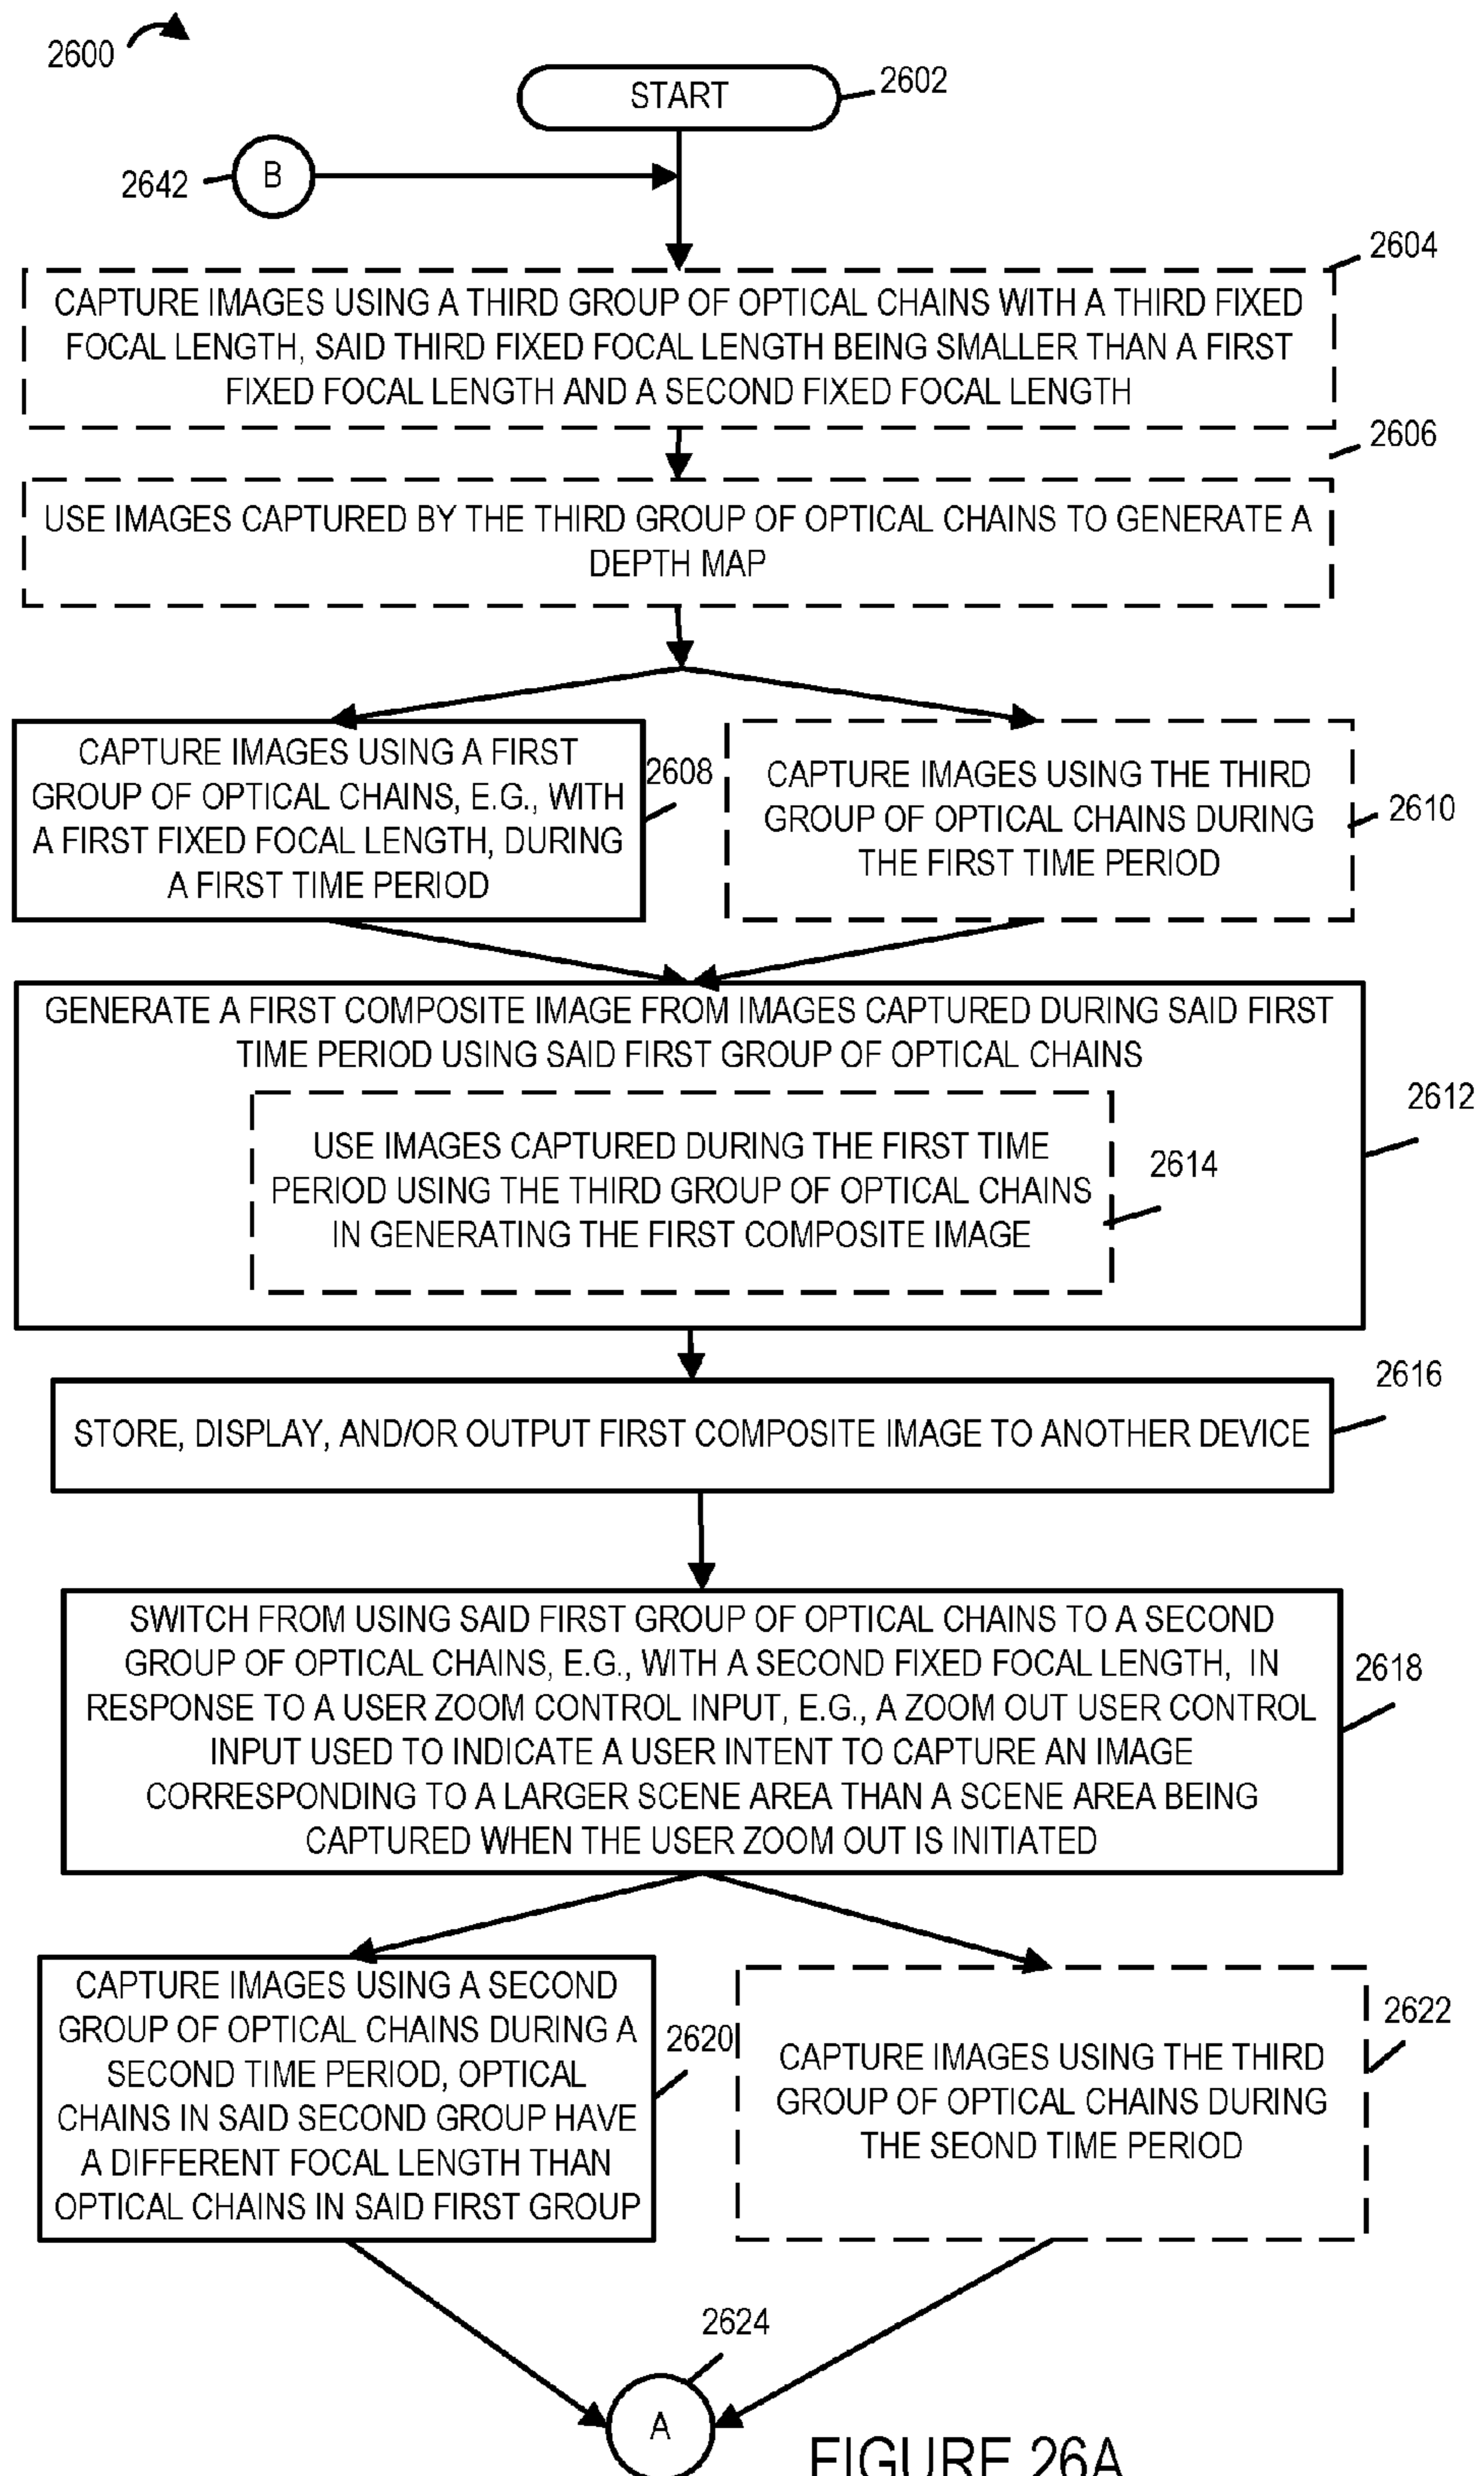 2600
START
2602
2642
B
2604
CAPTURE IMAGES USING A THIRD GROUP OF OPTICAL CHAINS WITH A THIRD FIXED
FOCAL LENGTH, SAID THIRD FIXED FOCAL LENGTH BEING SMALLER THAN A FIRST
FIXED FOCAL LENGTH AND A SECOND FIXED FOCAL LENGTH
2606
USE IMAGES CAPTURED BY THE THIRD GROUP OF OPTICAL CHAINS TO GENERATE A
DEPTH MAP
CAPTURE IMAGES USING A FIRST
GROUP OF OPTICAL CHAINS, E.G., WITH
A FIRST FIXED FOCAL LENGTH, DURING
A FIRST TIME PERIOD
2608
CAPTURE IMAGES USING THE THIRD
GROUP OF OPTICAL CHAINS DURING
THE FIRST TIME PERIOD
2610
GENERATE A FIRST COMPOSITE IMAGE FROM IMAGES CAPTURED DURING SAID FIRST
TIME PERIOD USING SAID FIRST GROUP OF OPTICAL CHAINS
2612
USE IMAGES CAPTURED DURING THE FIRST TIME
PERIOD USING THE THIRD GROUP OF OPTICAL CHAINS
IN GENERATING THE FIRST COMPOSITE IMAGE
2614
2616
STORE, DISPLAY, AND/OR OUTPUT FIRST COMPOSITE IMAGE TO ANOTHER DEVICE
SWITCH FROM USING SAID FIRST GROUP OF OPTICAL CHAINS TO A SECOND
GROUP OF OPTICAL CHAINS, E.G., WITH A SECOND FIXED FOCAL LENGTH, IN
RESPONSE TO A USER ZOOM CONTROL INPUT, E.G., A ZOOM OUT USER CONTROL
INPUT USED TO INDICATE A USER INTENT TO CAPTURE AN IMAGE
CORRESPONDING TO A LARGER SCENE AREA THAN A SCENE AREA BEING
CAPTURED WHEN THE USER ZOOM OUT IS INITIATED
2618
CAPTURE IMAGES USING A SECOND
GROUP OF OPTICAL CHAINS DURING A
SECOND TIME PERIOD, OPTICAL
CHAINS IN SAID SECOND GROUP HAVE
A DIFFERENT FOCAL LENGTH THAN
OPTICAL CHAINS IN SAID FIRST GROUP
2620
CAPTURE IMAGES USING THE THIRD
GROUP OF OPTICAL CHAINS DURING
THE SEOND TIME PERIOD
2622
2624
A
FIGURE 26A